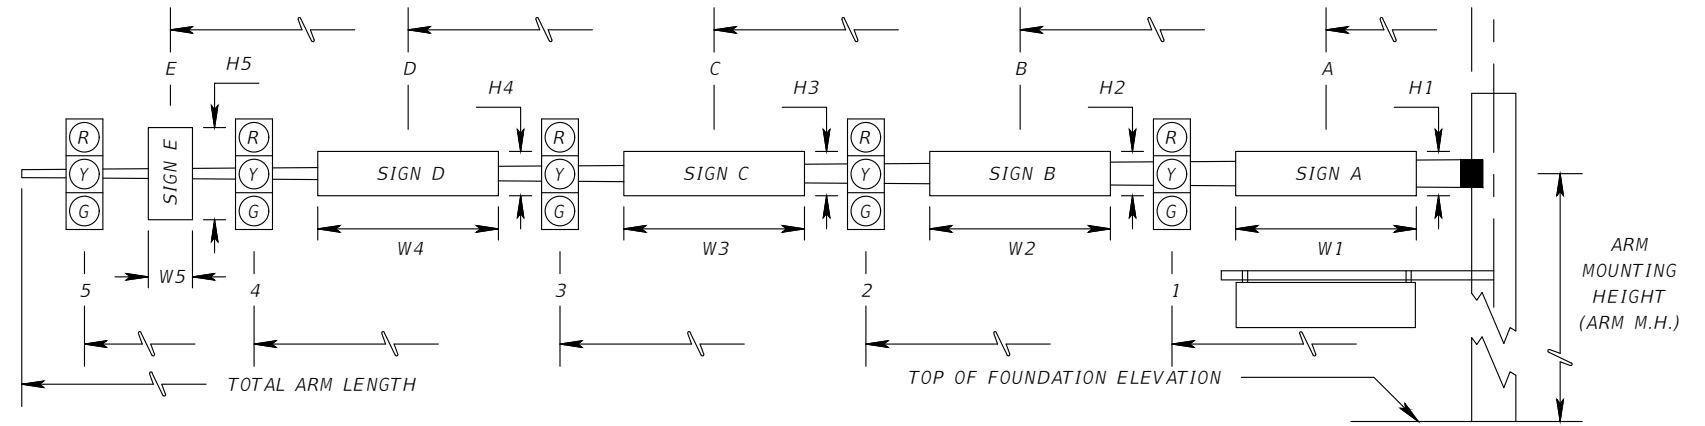 E
D
C
B
A
H5
H4
H3
H2
H1
R
R
R
R
R
Y
SIGN E
Y
SIGN D
Y
SIGN C
Y
SIGN B
Y
SIGN A
G
G
G
G
G
W5
W4
W3
W2
W1
5
4
3
2
1
ARM
MOUNTING
HEIGHT
(ARM M.H.)
TOTAL ARM LENGTH
TOP OF FOUNDATION ELEVATION